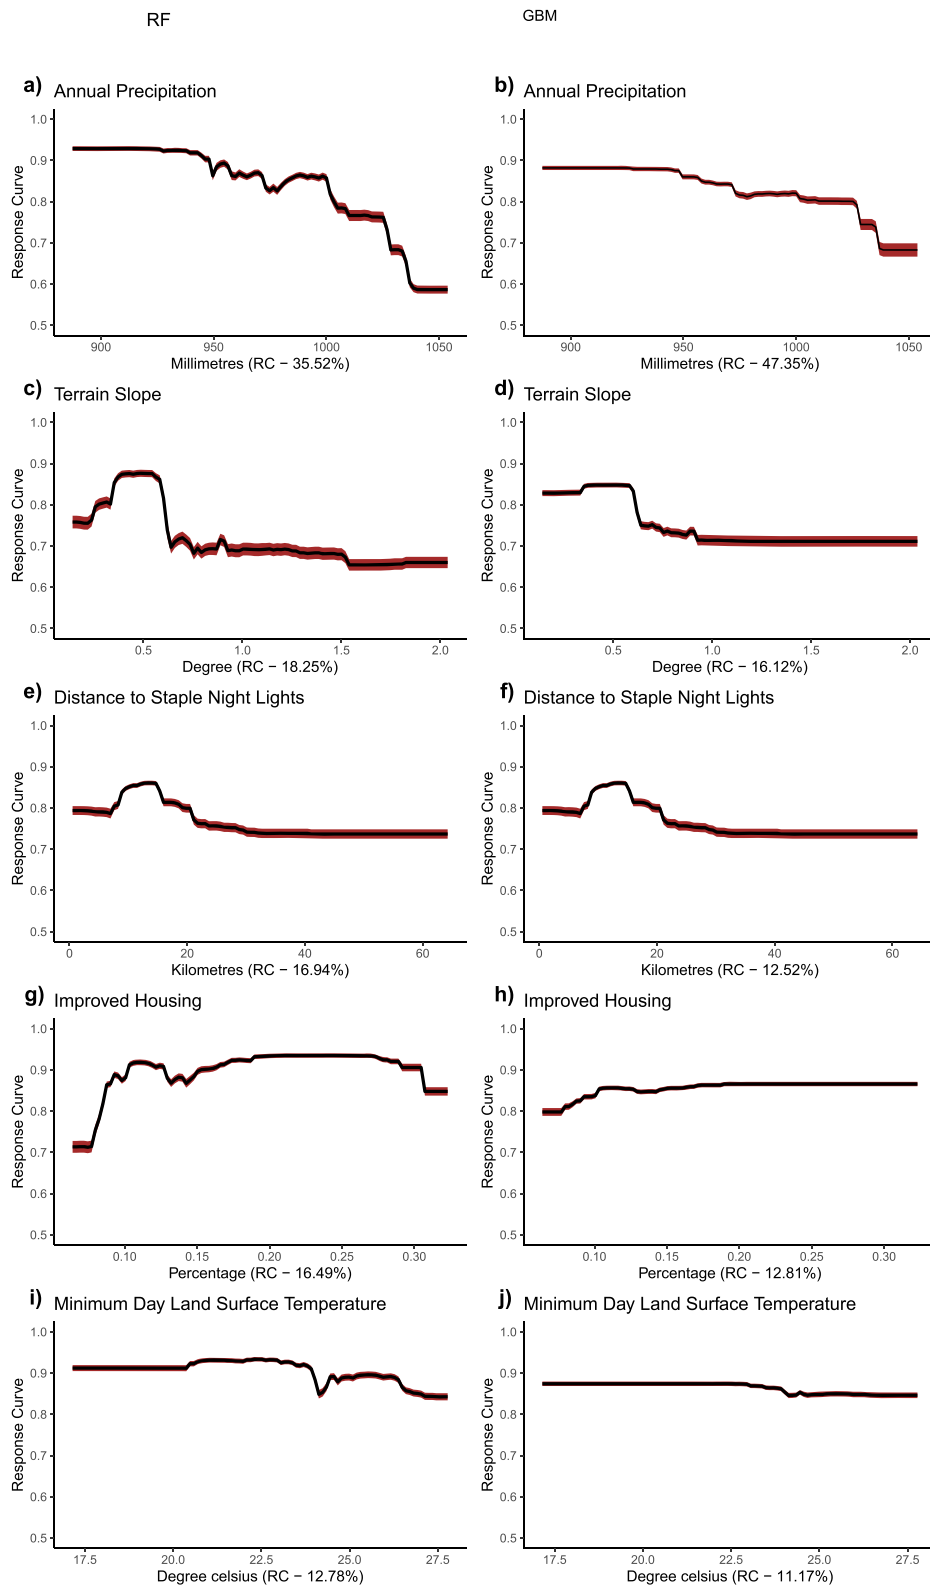 RF
GBM
a) Annual Precipitation
b) Annual Precipitation
Response Curve
1.0
0.9
0.8
0.7
0.6
0.5
900 950 1000 1050
Millimetres (RC − 35.52%)
Response Curve
1.0
0.9
0.8
0.7
0.6
0.5
900 950 1000 1050
Millimetres (RC − 47.35%)
c) Terrain Slope
d) Terrain Slope
Response Curve
1.0
0.9
0.8
0.7
0.6
0.5
0.5 1.0 1.5 2.0
Degree (RC − 18.25%)
Response Curve
1.0
0.9
0.8
0.7
0.6
0.5
0.5 1.0 1.5 2.0
Degree (RC − 16.12%)
e) Distance to Staple Night Lights
f) Distance to Staple Night Lights
Response Curve
1.0
0.9
0.8
0.7
0.6
0.5
0 20 40 60
Kilometres (RC − 16.94%)
Response Curve
1.0
0.9
0.8
0.7
0.6
0.5
0 20 40 60
Kilometres (RC − 12.52%)
g) Improved Housing
h) Improved Housing
Response Curve
1.0
0.9
0.8
0.7
0.6
0.5
0.10 0.15 0.20 0.25 0.30
Percentage (RC − 16.49%)
Response Curve
1.0
0.9
0.8
0.7
0.6
0.5
0.10 0.15 0.20 0.25 0.30
Percentage (RC − 12.81%)
i) Minimum Day Land Surface Temperature
j) Minimum Day Land Surface Temperature
Response Curve
1.0
0.9
0.8
0.7
0.6
0.5
17.5 20.0 22.5 25.0 27.5
Degree celsius (RC − 12.78%)
Response Curve
1.0
0.9
0.8
0.7
0.6
0.5
17.5 20.0 22.5 25.0 27.5
Degree celsius (RC − 11.17%)